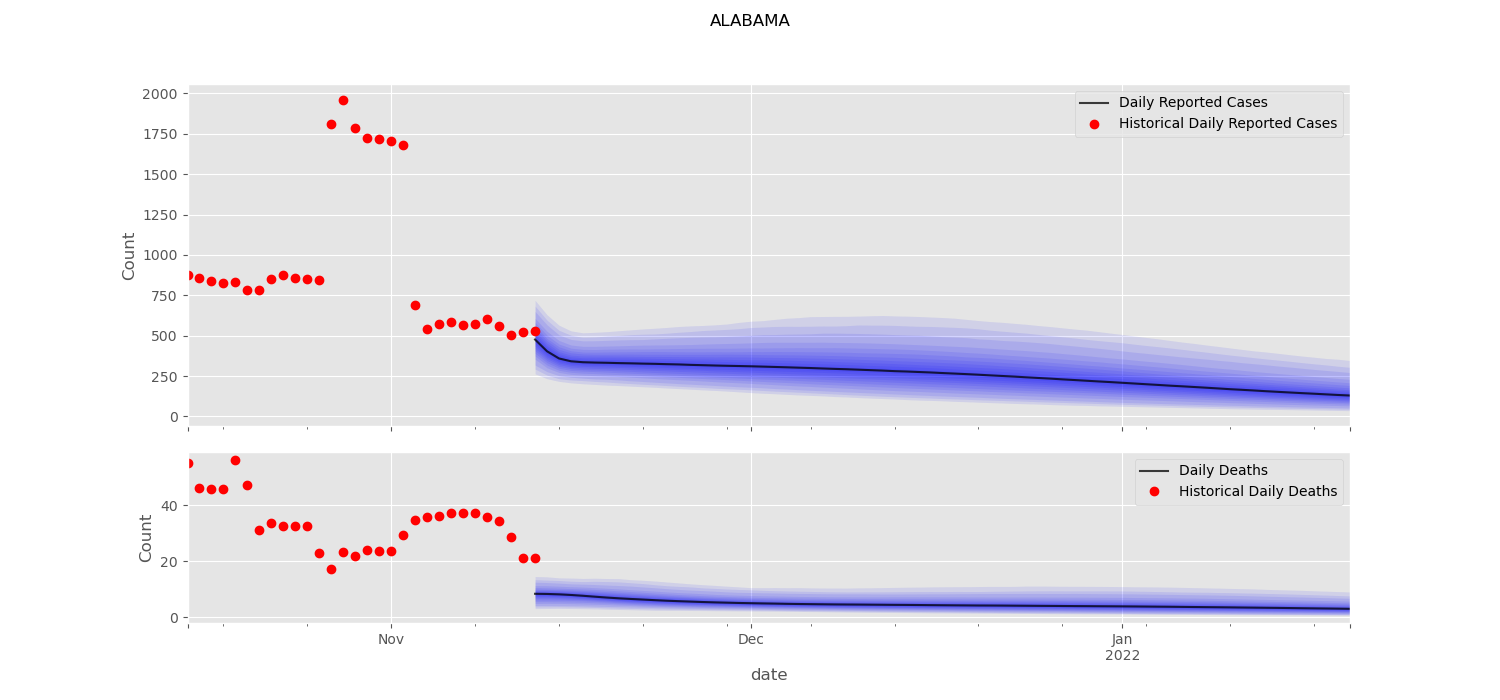 ALABAMA
2000
1750
1500
1250
1000
750
500
250
0
Count
Daily Reported Cases
Historical Daily Reported Cases
40
20
0
Count
Daily Deaths
Historical Daily Deaths
Nov
Dec
Jan
2022
date